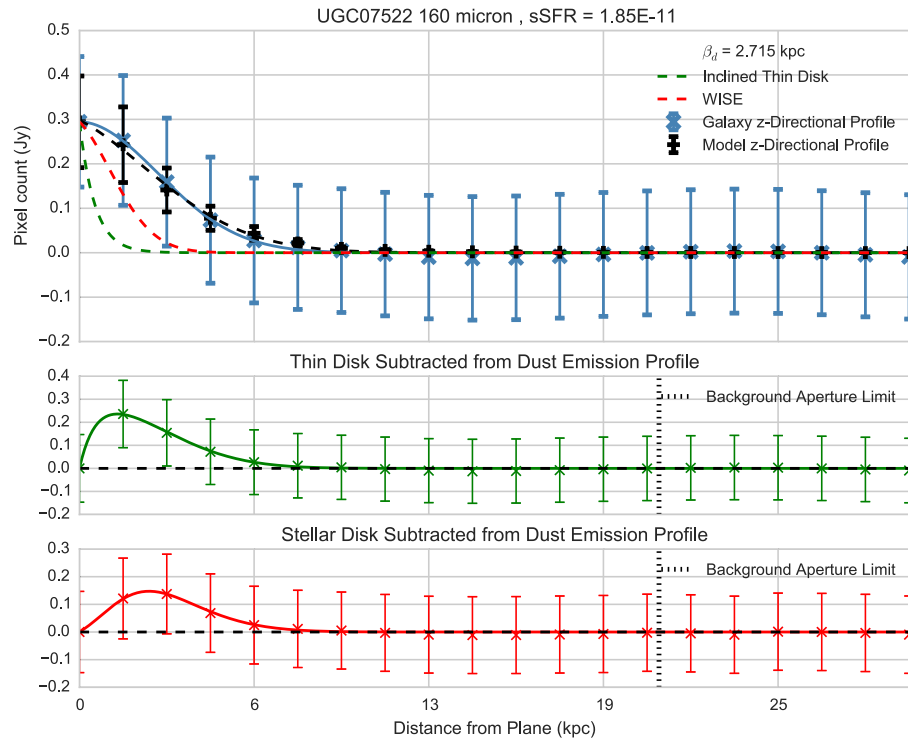 UGC07522 160 micron , sSFR = 1.85E-11
0.5
0.4
0.3
0.2
0.1
0.0
−0.1
−0.2
Pixel count (Jy)
β_d = 2.715 kpc
Inclined Thin Disk
WISE
Galaxy z-Directional Profile
Model z-Directional Profile
Thin Disk Subtracted from Dust Emission Profile
0.4
0.3
0.2
0.1
0.0
−0.1
−0.2
Background Aperture Limit
Stellar Disk Subtracted from Dust Emission Profile
0.3
0.2
0.1
0.0
−0.1
−0.2
Background Aperture Limit
0 6 13 19 25
Distance from Plane (kpc)